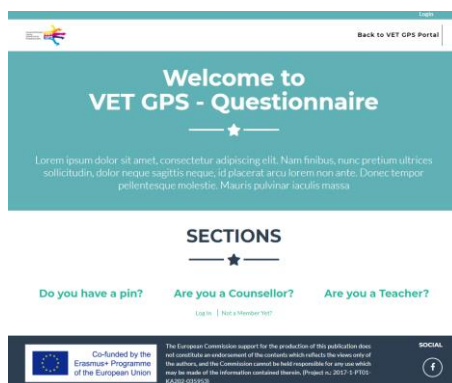 Login
Back to VET GPS Portal
Welcome to
VET GPS - Questionnaire
Lorem ipsum dolor sit amet, consectetur adipiscing elit. Nam finibus, nunc pretium ultrices
sollicitudin, dolor neque sagittis neque, id placerat arcu lorem non ante. Donec tempor
pellentesque molestie. Mauris pulvinar iaculis massa
SECTIONS
Do you have a pin?
Are you a Counsellor?
Are you a Teacher?
Log In | Not a Member Yet?
Co-funded by the
Erasmus+ Programme
of the European Union
The European Commission support for the production of this publication does
not constitute an endorsement of the contents which reflects the views only of
the authors, and the Commission cannot be held responsible for any use which
may be made of the information contained therein. (Project n.: 2017-1-PT01-
KA202-035953)
SOCIAL